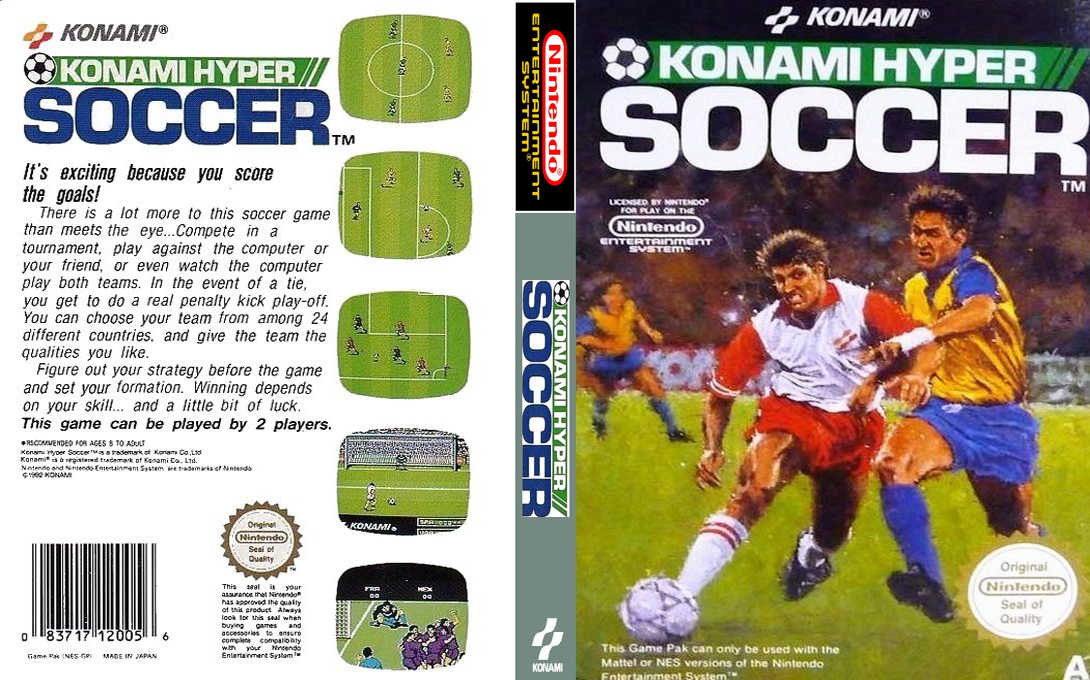 KONAMI®
KONAMI HYPER
SOCCER™
It's exciting because you score
the goals!
There is a lot more to this soccer game
than meets the eye...Compete in a
tournament, play against the computer or
your friend, or even watch the computer
play both teams. In the event of a tie,
you get to do a real penalty kick play-off.
You can choose your team from among 24
different countries, and give the team the
qualities you like.
Figure out your strategy before the game
and set your formation. Winning depends
on your skill... and a little bit of luck.
This game can be played by 2 players.
●RECOMMENDED FOR AGES 6 TO ADULT
Konami Hyper Soccer™ is a trademark of Konami Co.,Ltd
Konami® is a registered trademark of Konami Co., Ltd.
Nintendo and Nintendo Entertainment System are trademarks of Nintendo.
©1992 KONAMI
Original
Nintendo
Seal of
Quality
™
This seal is your
assurance that Nintendo®
has approved the quality
of this product. Always
look for this seal when
buying games and
accessories to ensure
complete compatibility
with your Nintendo
Entertainment System™
0 83717 12005 6
Game Pak (NES-GP) MADE IN JAPAN
KONAMI
FRA MEX
00 00
Nintendo®
ENTERTAINMENT
SYSTEM®
KONAMI HYPER
SOCCER
KONAMI
KONAMI®
KONAMI HYPER
SOCCER
TM
LICENSED BY NINTENDO®
FOR PLAY ON THE
Nintendo
ENTERTAINMENT
SYSTEM™
Original
Nintendo
Seal of
Quality
This Game Pak can only be used with the
Mattel or NES versions of the Nintendo
Entertainment System™
A